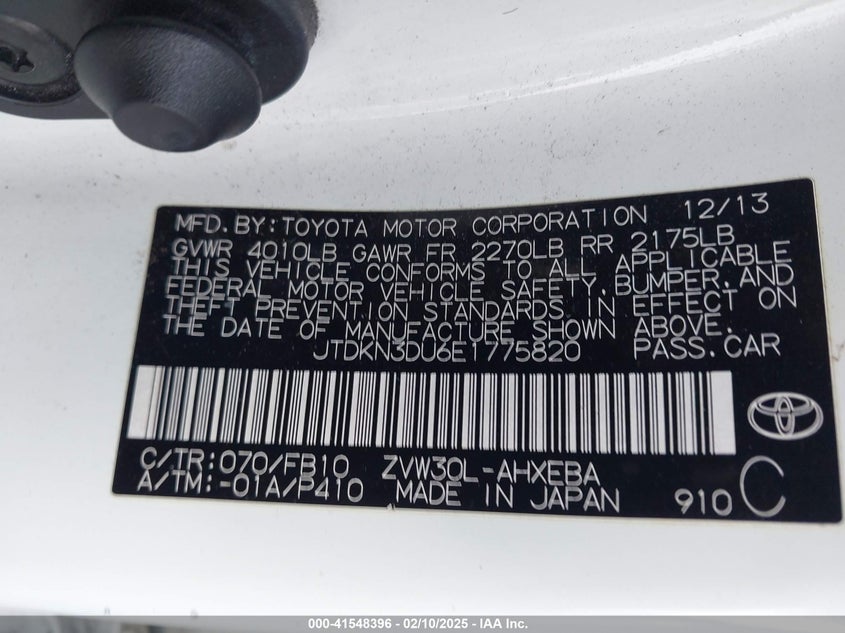 MFD. BY: TOYOTA MOTOR CORPORATION 12/13
GVWR 4010LB GAWR FR 2270LB RR 2175LB
THIS VEHICLE CONFORMS TO ALL APPLICABLE
FEDERAL MOTOR VEHICLE SAFETY, BUMPER, AND
THEFT PREVENTION STANDARDS IN EFFECT ON
THE DATE OF MANUFACTURE SHOWN ABOVE.
JTDKN3DU6E1775820 PASS. CAR
C/TR: 070/FB10 ZVW30L-AHXEBA
A/TM: -01A/P410 MADE IN JAPAN 910 C
000-41548396 — 02/10/2025 — IAA Inc.